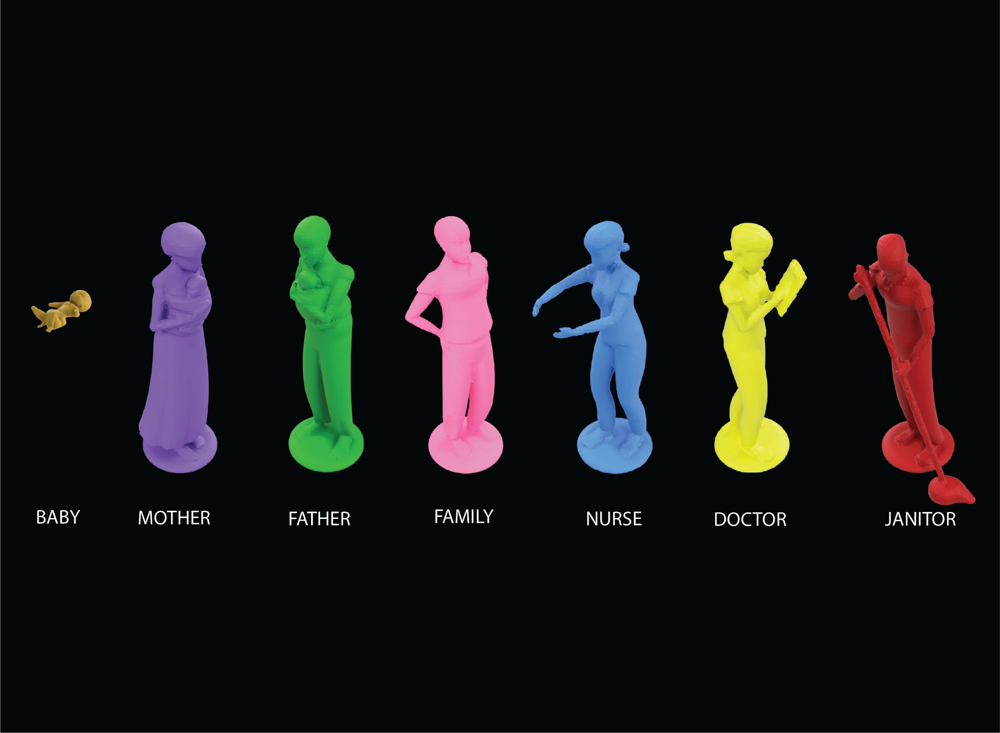 BABY
MOTHER
FATHER
FAMILY
NURSE
DOCTOR
JANITOR